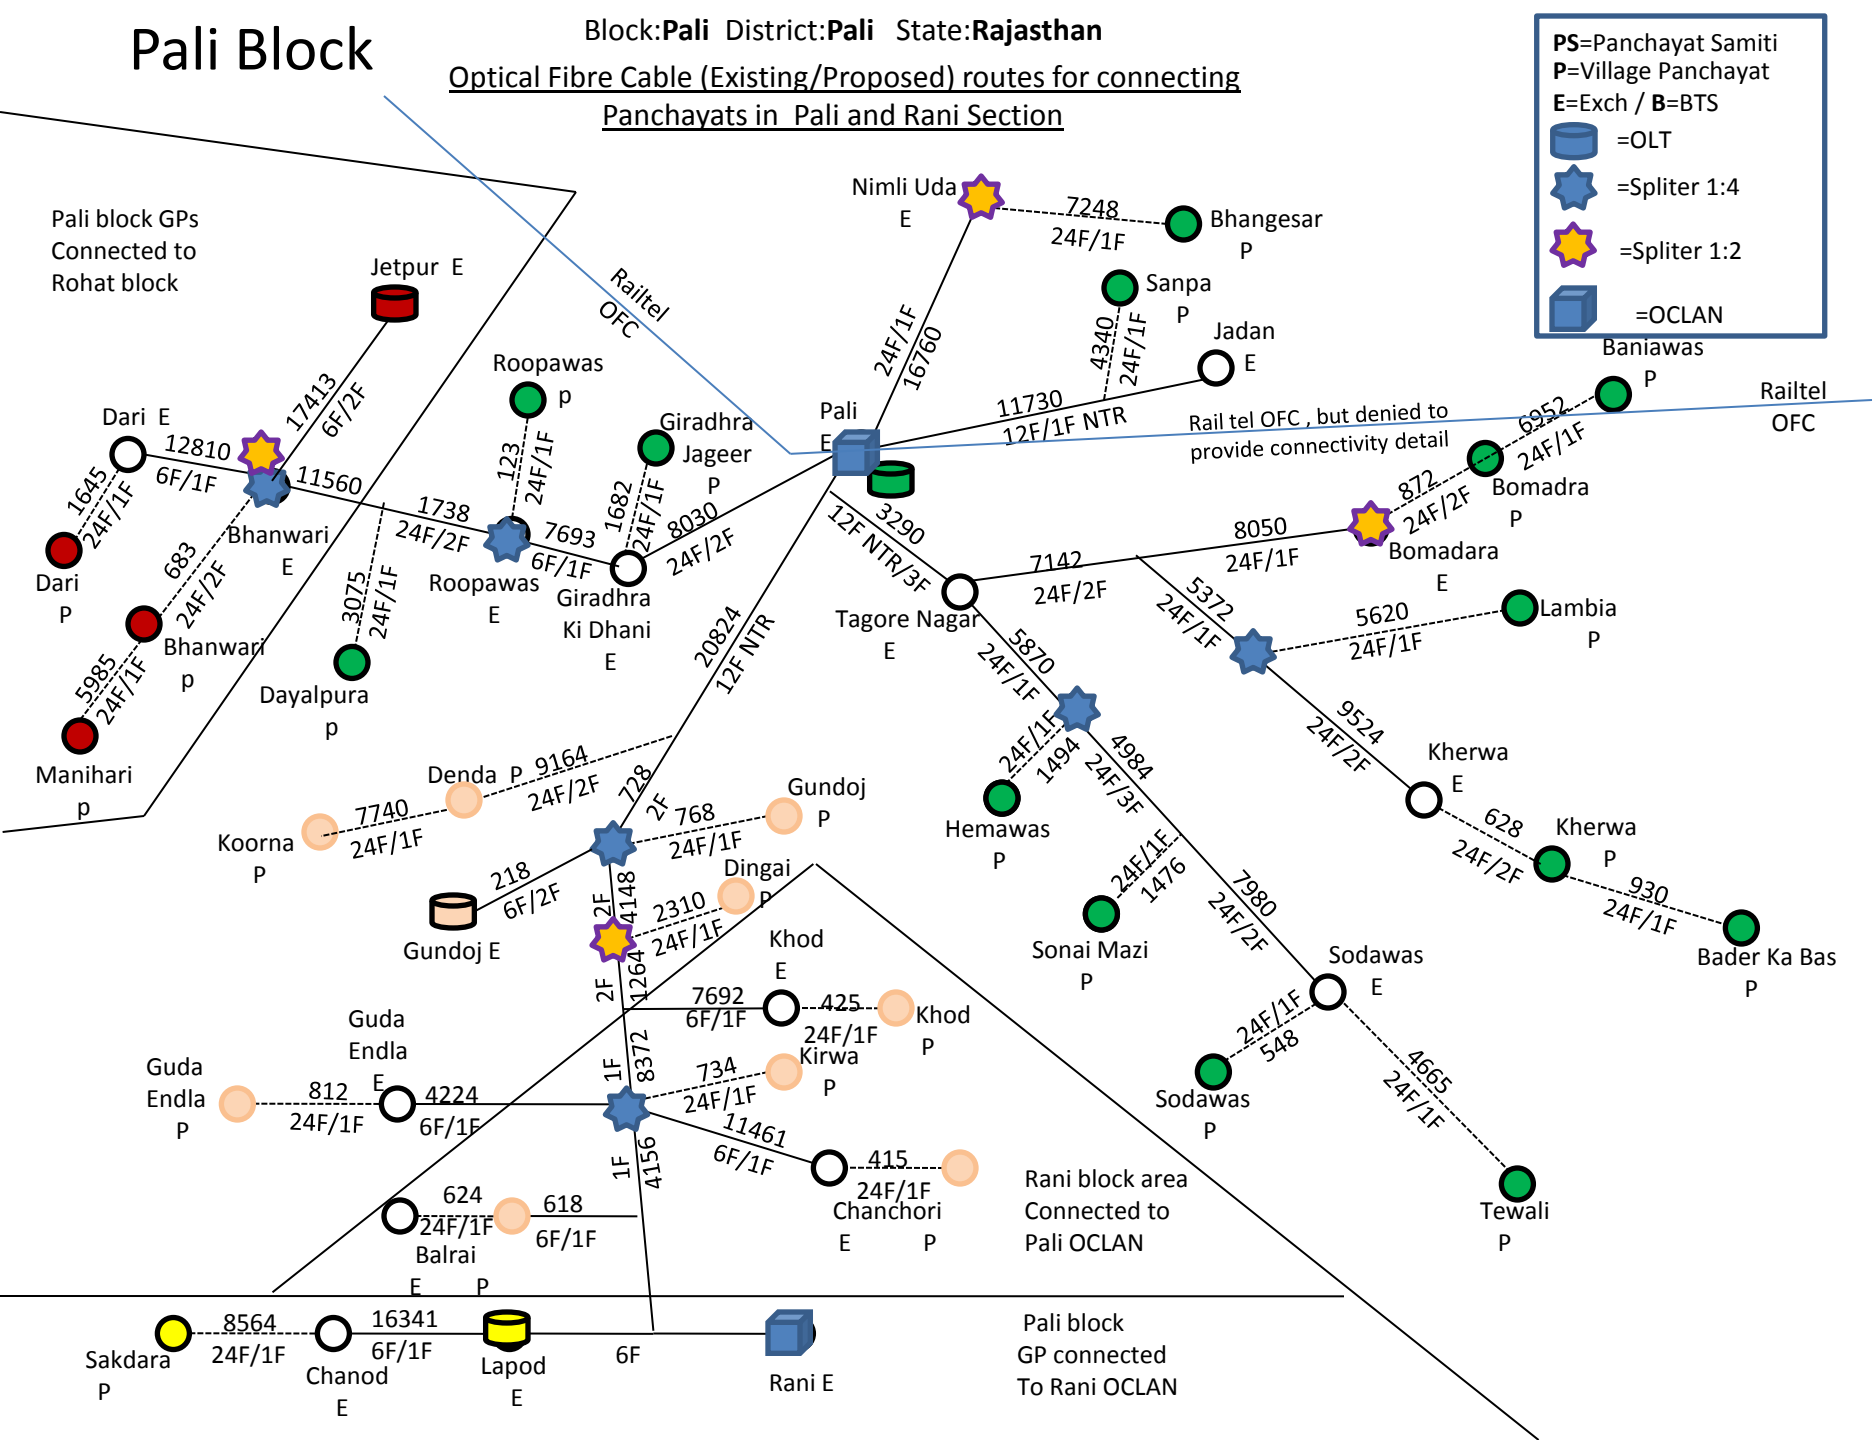 Pali Block
Block:Pali District:Pali State:Rajasthan
Optical Fibre Cable (Existing/Proposed) routes for connecting
Panchayats in Pali and Rani Section
PS=Panchayat Samiti
P=Village Panchayat
E=Exch / B=BTS
=OLT
=Spliter 1:4
=Spliter 1:2
=OCLAN
Pali block GPs
Connected to
Rohat block
Jetpur E
17413
6F/2F
Dari E
12810
6F/1F
1645
24F/1F
Dari
P
Bhanwari
E
683
24F/2F
Bhanwari
p
5985
24F/1F
Manihari
p
11560
1738
24F/2F
3075
24F/1F
Dayalpura
p
Roopawas
p
123
24F/1F
Roopawas
E
7693
6F/1F
Giradhra
Jageer
P
1682
24F/1F
Giradhra
Ki Dhani
E
8030
24F/2F
Railtel
OFC
Pali
E
Nimli Uda
E
7248
24F/1F
Bhangesar
P
24F/1F
16760
Sanpa
P
4340
24F/1F
Jadan
E
11730
12F/1F NTR
Rail tel OFC , but denied to
provide connectivity detail
Railtel
OFC
Baniawas
P
6952
24F/1F
Bomadra
P
872
24F/2F
Bomadara
E
8050
24F/1F
7142
24F/2F
3290
12F NTR/3F
Tagore Nagar
E
5372
24F/1F
5620
24F/1F
Lambia
P
9524
24F/2F
Kherwa
E
628
24F/2F
Kherwa
P
930
24F/1F
Bader Ka Bas
P
5870
24F/1F
24F/1F
1494
Hemawas
P
4984
24F/3F
24F/1F
1476
Sonai Mazi
P
7980
24F/2F
Sodawas
E
24F/1F
548
Sodawas
P
4665
24F/1F
Tewali
P
20824
12F NTR
Denda P
9164
24F/2F
7740
24F/1F
Koorna
P
728
2F
768
24F/1F
Gundoj
P
218
6F/2F
Gundoj E
2F
4148
Dingai
P
2310
24F/1F
2F
1264
Khod
E
7692
6F/1F
425
24F/1F
Khod
P
1F
8372
734
24F/1F
Kirwa
P
Guda
Endla
E
Guda
Endla
P
812
24F/1F
4224
6F/1F
11461
6F/1F
415
24F/1F
Chanchori
E P
1F
4156
624
24F/1F
618
6F/1F
Balrai
E P
Rani block area
Connected to
Pali OCLAN
8564
24F/1F
Sakdara
P
16341
6F/1F
Chanod
E
Lapod
E
6F
Rani E
Pali block
GP connected
To Rani OCLAN